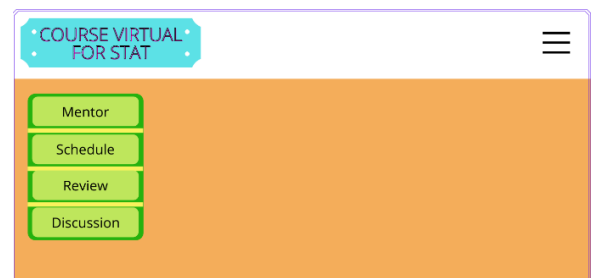 COURSE VIRTUAL
FOR STAT
Mentor
Schedule
Review
Discussion